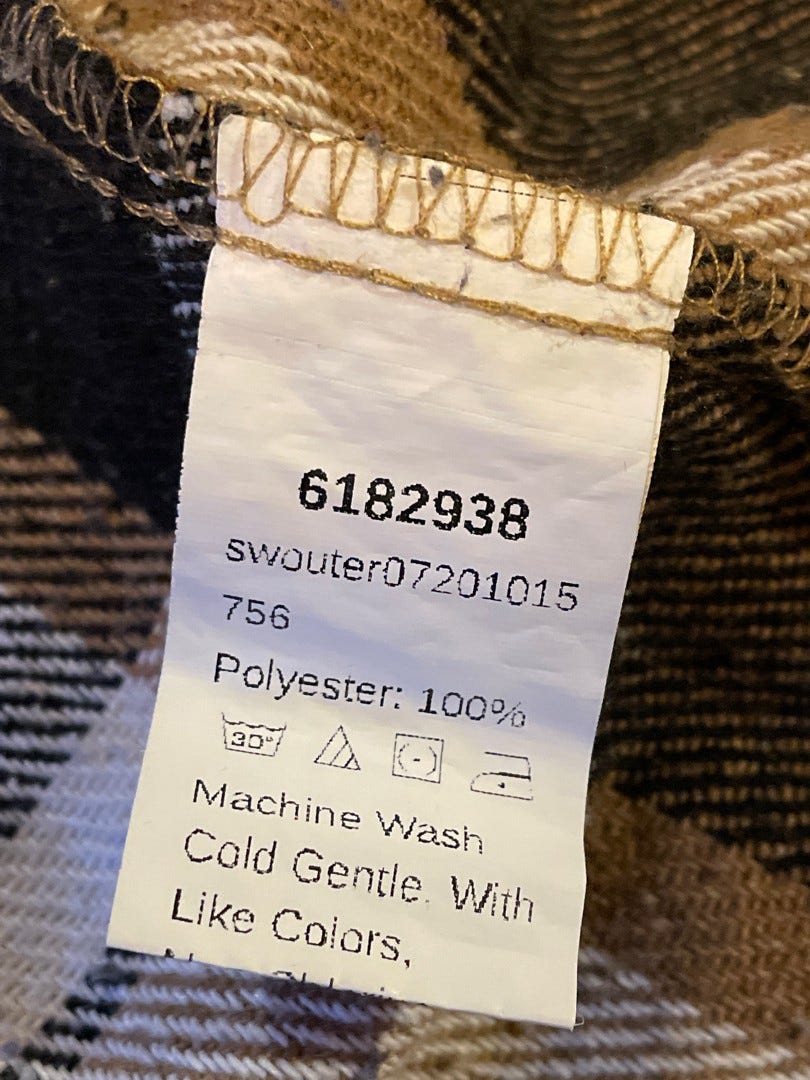 6182938
swouter07201015
756
Polyester: 100%
30°
Machine Wash
Cold Gentle. With
Like Colors,